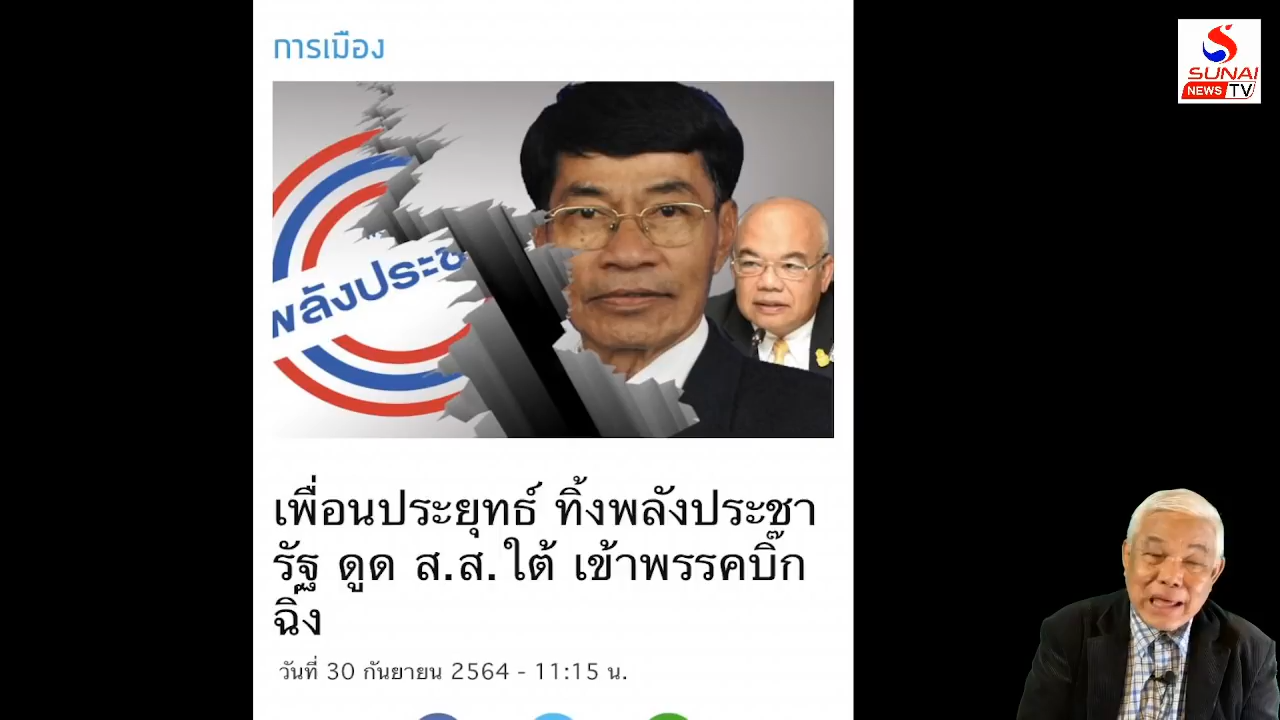 การเมือง
SUNAI
NEWS TV
พลังประช
เพื่อนประยุทธ์ ทิ้งพลังประชา
รัฐ ดูด ส.ส.ใต้ เข้าพรรคบิ๊ก
ฉิ่ง
วันที่ 30 กันยายน 2564 - 11:15 น.